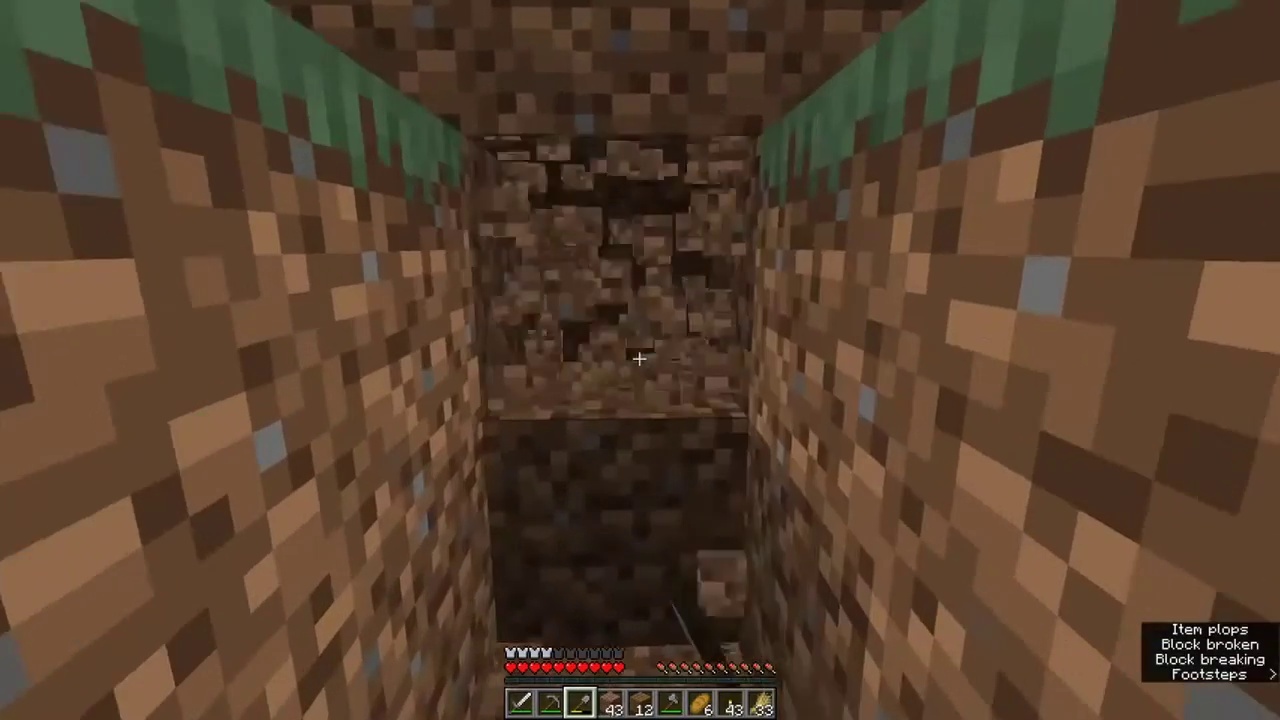 Item plops
Block broken
Block breaking
Footsteps >
43 12 6 43 33